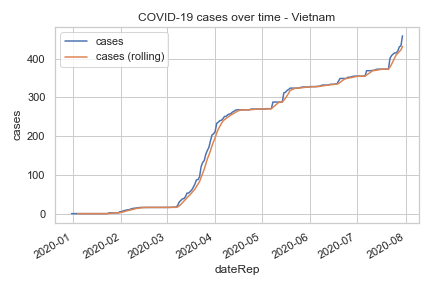 COVID-19 cases over time - Vietnam
cases
cases (rolling)
400
300
200
100
0
cases
2020-01
2020-02
2020-03
2020-04
2020-05
2020-06
2020-07
2020-08
dateRep